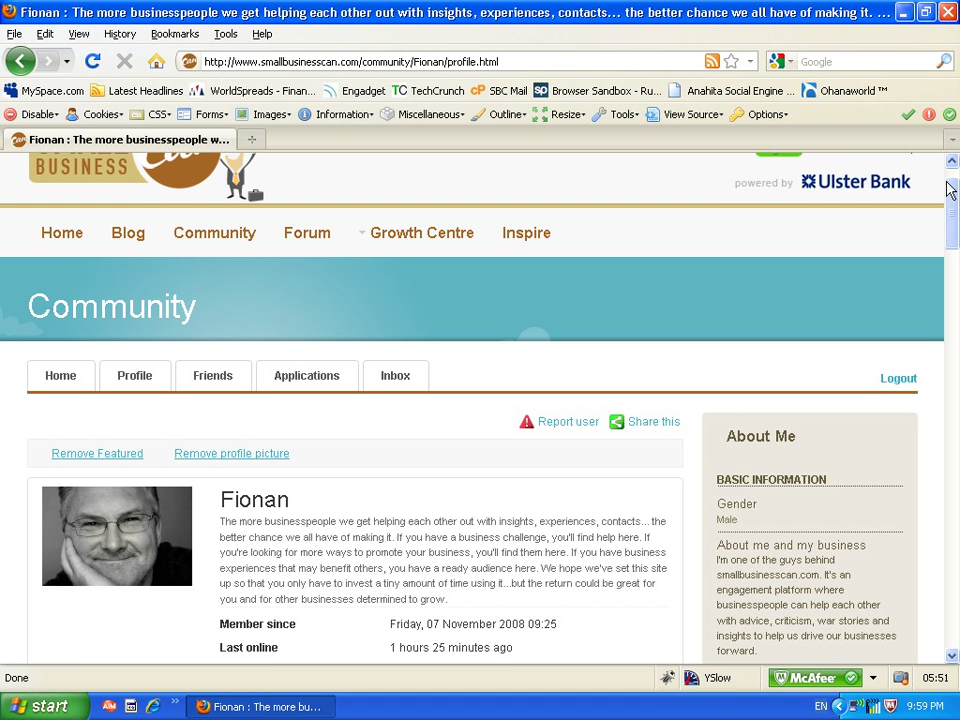 Fionan : The more businesspeople we get helping each other out with insights, experiences, contacts... the better chance we all have of making it. ...
File Edit View History Bookmarks Tools Help
http://www.smallbusinesscan.com/community/Fionan/profile.html
Google
MySpace.com Latest Headlines WorldSpreads - Finan... Engadget TechCrunch SBC Mail Browser Sandbox - Ru... Anahita Social Engine ... Ohanaworld ™
Disable Cookies CSS Forms Images Information Miscellaneous Outline Resize Tools View Source Options
Fionan : The more businesspeople w...
BUSINESS
powered by Ulster Bank
Home Blog Community Forum Growth Centre Inspire
Community
Home Profile Friends Applications Inbox
Logout
Report user Share this
Remove Featured Remove profile picture
Fionan
The more businesspeople we get helping each other out with insights, experiences, contacts... the
better chance we all have of making it. If you have a business challenge, you'll find help here. If
you're looking for more ways to promote your business, you'll find them here. If you have business
experiences that may benefit others, you have a ready audience here. We hope we've set this site
up so that you only have to invest a tiny amount of time using it...but the return could be great for
you and for other businesses determined to grow.
Member since Friday, 07 November 2008 09:25
Last online 1 hours 25 minutes ago
About Me
BASIC INFORMATION
Gender
Male
About me and my business
I'm one of the guys behind
smallbusinesscan.com. It's an
engagement platform where
businesspeople can help each other
with advice, criticism, war stories and
insights to help us drive our businesses
forward.
Done
YSlow McAfee 05:51
start
Fionan : The more bu...
EN 9:59 PM